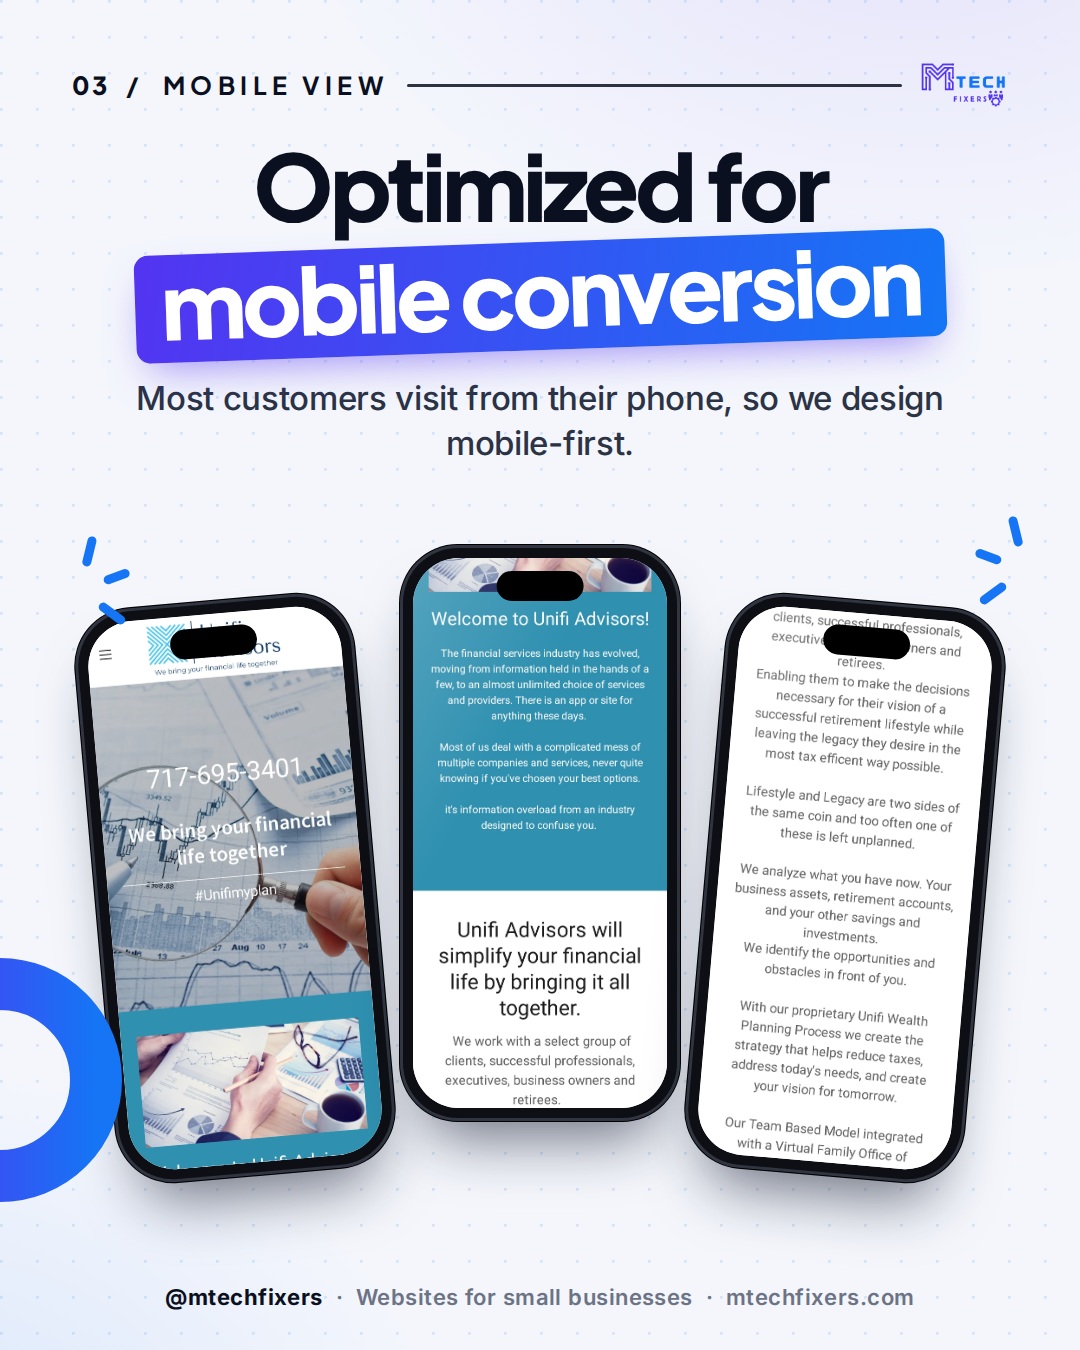 03 / MOBILE VIEW
MTECH
FIXERS
Optimized for
mobile conversion
Most customers visit from their phone, so we design
mobile-first.
We bring your financial life together
717-695-3401
We bring your financial
life together
#Unifimyplan
Welcome to Unifi Advisors!
The financial services industry has evolved,
moving from information held in the hands of a
few, to an almost unlimited choice of services
and providers. There is an app or site for
anything these days.
Most of us deal with a complicated mess of
multiple companies and services, never quite
knowing if you've chosen your best options.
it's information overload from an industry
designed to confuse you.
Unifi Advisors will
simplify your financial
life by bringing it all
together.
We work with a select group of
clients, successful professionals,
executives, business owners and
retirees.
clients, successful professionals,
and
retirees.
Enabling them to make the decisions
necessary for their vision of a
successful retirement lifestyle while
leaving the legacy they desire in the
most tax efficent way possible.
Lifestyle and Legacy are two sides of
the same coin and too often one of
these is left unplanned.
We analyze what you have now. Your
business assets, retirement accounts,
and your other savings and
investments.
We identify the opportunities and
obstacles in front of you.
With our proprietary Unifi Wealth
Planning Process we create the
strategy that helps reduce taxes,
address today's needs, and create
your vision for tomorrow.
Our Team Based Model integrated
with a Virtual Family Office of
@mtechfixers · Websites for small businesses · mtechfixers.com